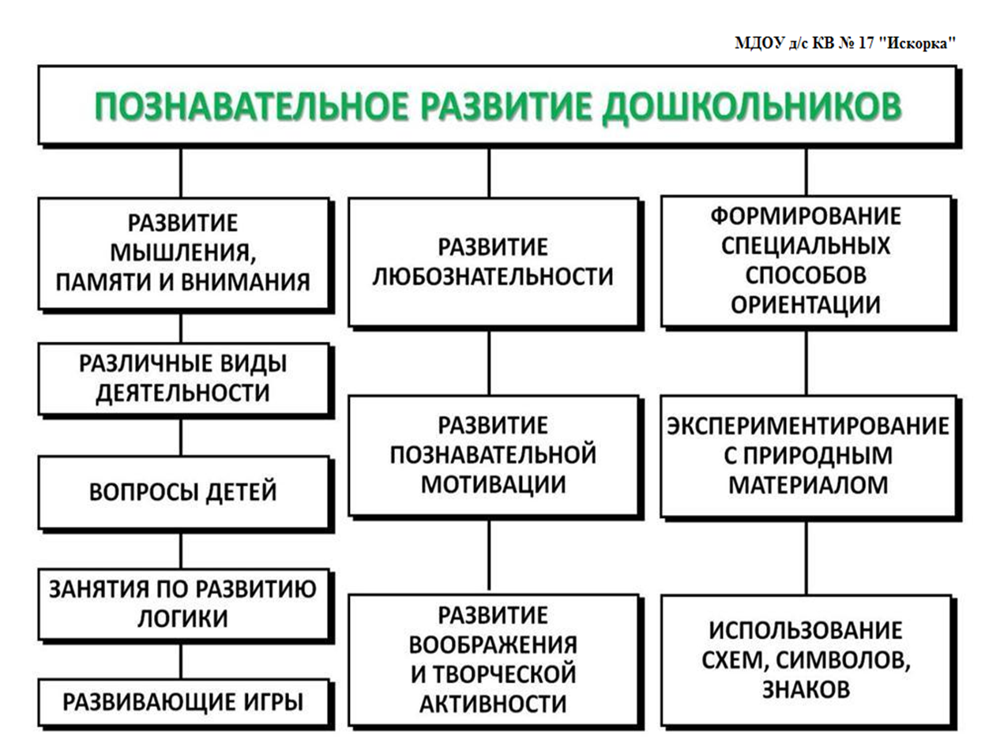 МДОУ д/с КВ № 17 "Искорка"
ПОЗНАВАТЕЛЬНОЕ РАЗВИТИЕ ДОШКОЛЬНИКОВ
РАЗВИТИЕ
МЫШЛЕНИЯ,
ПАМЯТИ И ВНИМАНИЯ
РАЗЛИЧНЫЕ ВИДЫ
ДЕЯТЕЛЬНОСТИ
ВОПРОСЫ ДЕТЕЙ
ЗАНЯТИЯ ПО РАЗВИТИЮ
ЛОГИКИ
РАЗВИВАЮЩИЕ ИГРЫ
РАЗВИТИЕ
ЛЮБОЗНАТЕЛЬНОСТИ
РАЗВИТИЕ
ПОЗНАВАТЕЛЬНОЙ
МОТИВАЦИИ
РАЗВИТИЕ
ВООБРАЖЕНИЯ
И ТВОРЧЕСКОЙ
АКТИВНОСТИ
ФОРМИРОВАНИЕ
СПЕЦИАЛЬНЫХ
СПОСОБОВ
ОРИЕНТАЦИИ
ЭКСПЕРИМЕНТИРОВАНИЕ
С ПРИРОДНЫМ
МАТЕРИАЛОМ
ИСПОЛЬЗОВАНИЕ
СХЕМ, СИМВОЛОВ,
ЗНАКОВ